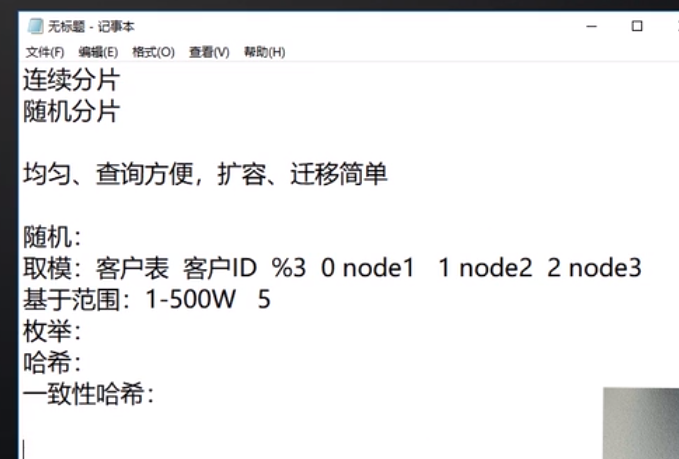 无标题 - 记事本
文件(F) 编辑(E) 格式(O) 查看(V) 帮助(H)
连续分片
随机分片
均匀、查询方便，扩容、迁移简单
随机：
取模：客户表 客户ID %3 0 node1 1 node2 2 node3
基于范围：1-500W 5
枚举：
哈希：
一致性哈希：